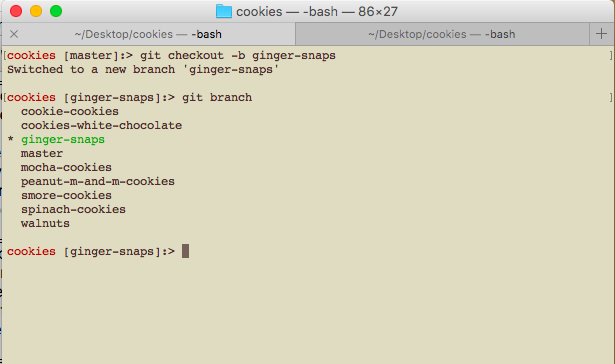 cookies — -bash — 86×27
~/Desktop/cookies — -bash
~/Desktop/cookies — -bash
cookies [master]:> git checkout -b ginger-snaps
Switched to a new branch 'ginger-snaps'
cookies [ginger-snaps]:> git branch
cookie-cookies
cookies-white-chocolate
* ginger-snaps
master
mocha-cookies
peanut-m-and-m-cookies
smore-cookies
spinach-cookies
walnuts
cookies [ginger-snaps]:>